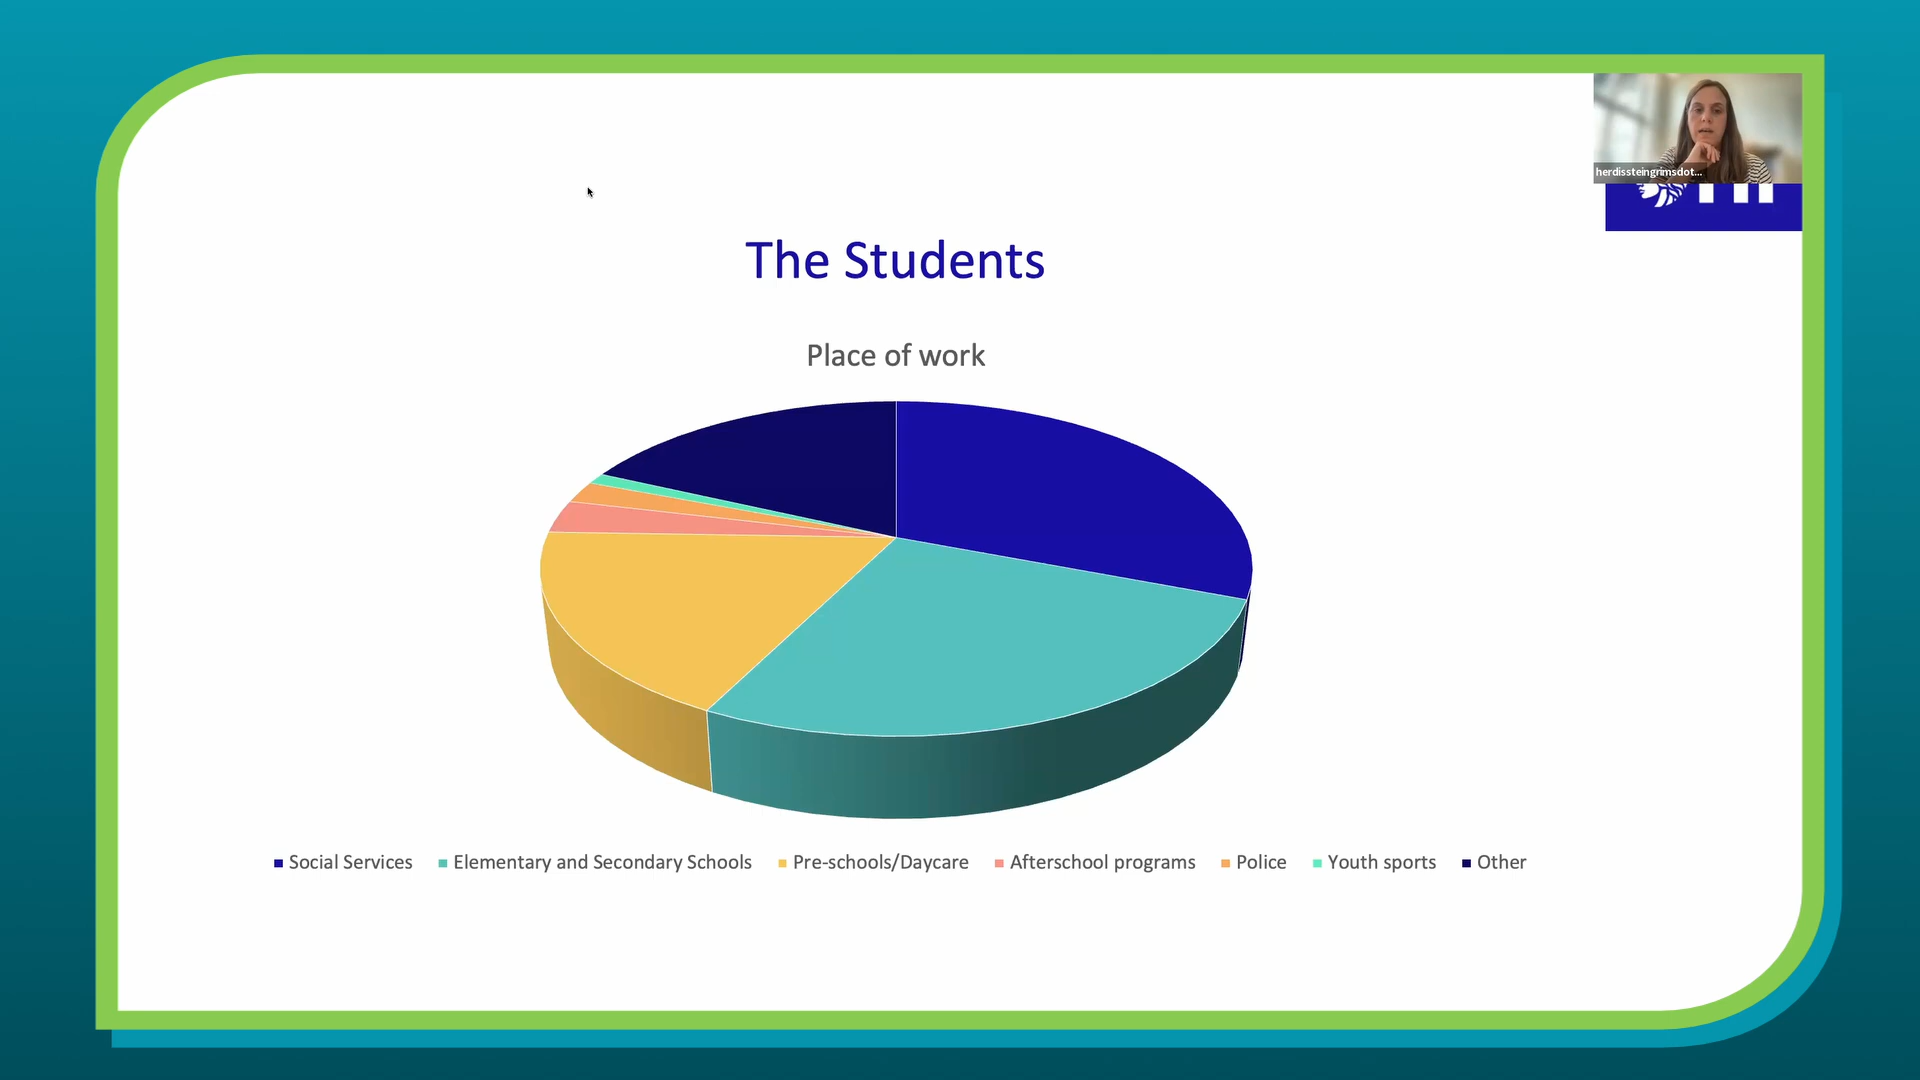 herdissteingrimsdot...
The Students
Place of work
Social Services Elementary and Secondary Schools Pre-schools/Daycare Afterschool programs Police Youth sports Other